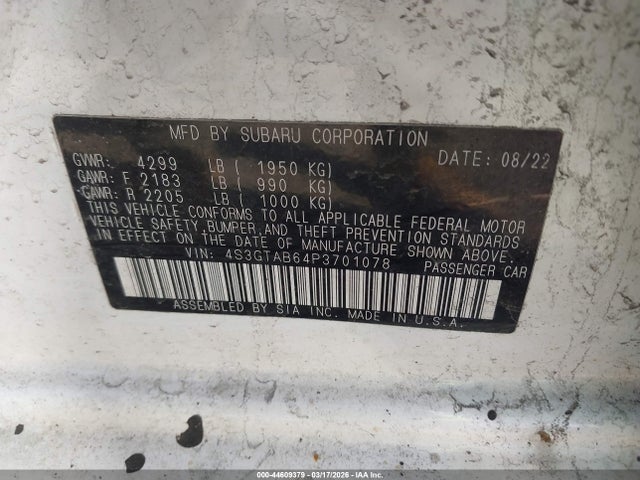 MFD BY SUBARU CORPORATION
DATE: 08/22
GVWR: 4299 LB ( 1950 KG)
GAWR: F 2183 LB ( 990 KG)
GAWR: R 2205 LB ( 1000 KG)
THIS VEHICLE CONFORMS TO ALL APPLICABLE FEDERAL MOTOR
VEHICLE SAFETY, BUMPER, AND THEFT PREVENTION STANDARDS
IN EFFECT ON THE DATE OF MANUFACTURE SHOWN ABOVE.
VIN: 4S3GTAB64P3701078 PASSENGER CAR
ASSEMBLED BY SIA INC. MADE IN U.S.A.
000-44609379 - 03/17/2026 - IAA.com